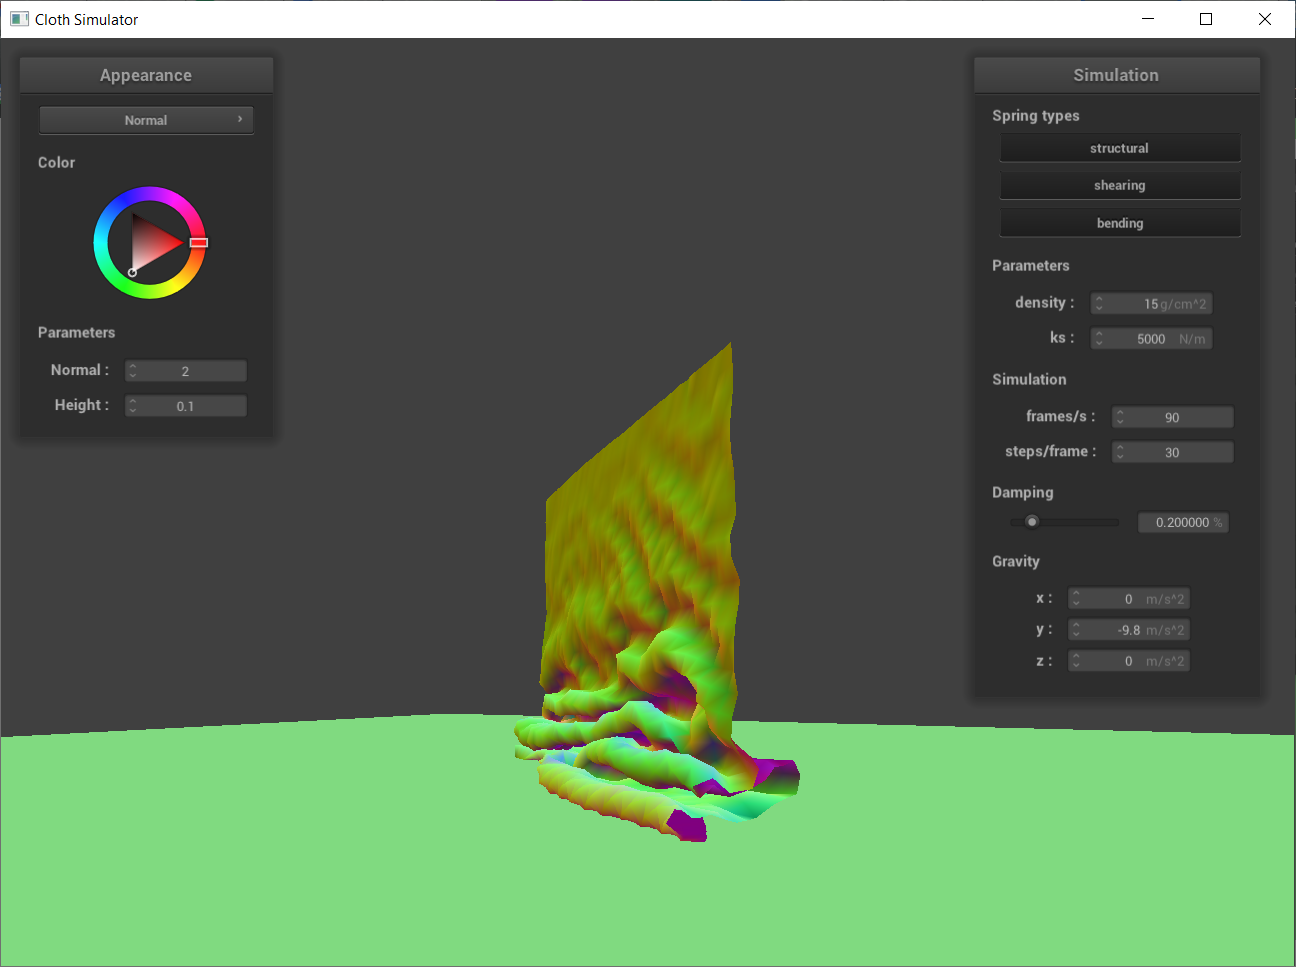 Cloth Simulator
Appearance
Normal
Color
Parameters
Normal : 2
Height : 0.1
Simulation
Spring types
structural
shearing
bending
Parameters
density : 15 g/cm^2
ks : 5000 N/m
Simulation
frames/s : 90
steps/frame : 30
Damping
0.200000 %
Gravity
x : 0 m/s^2
y : -9.8 m/s^2
z : 0 m/s^2